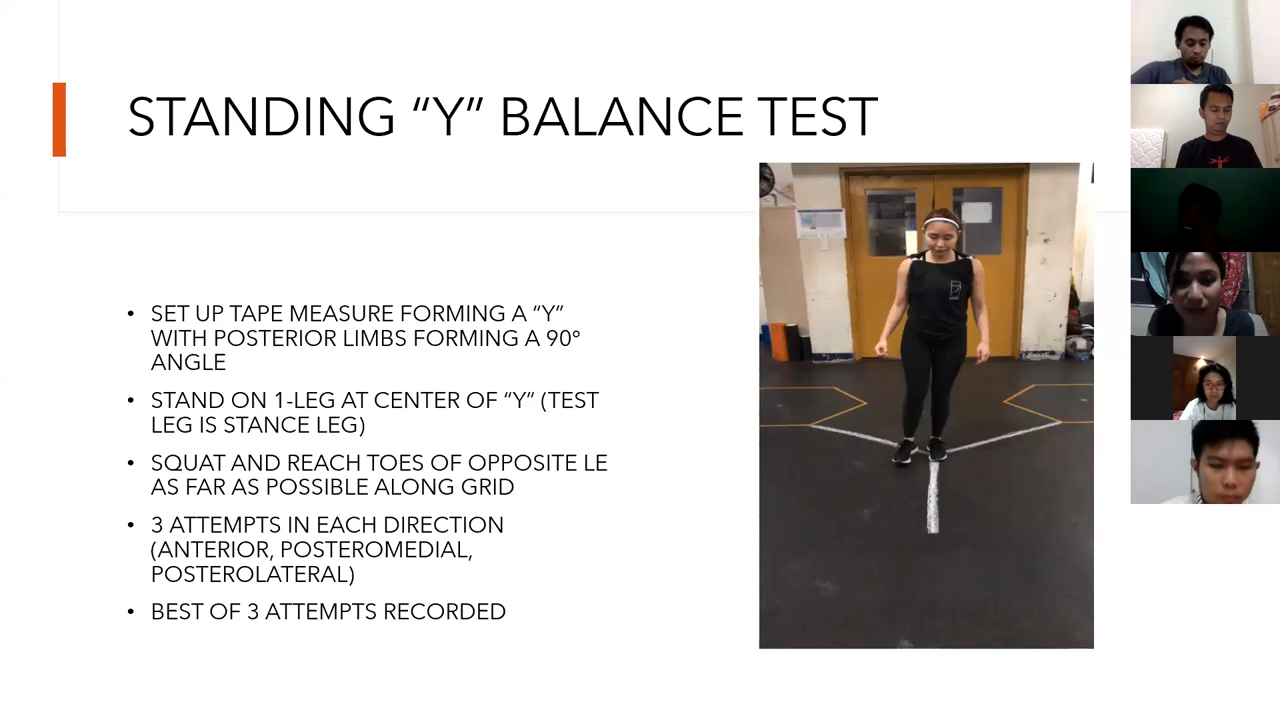 STANDING “Y” BALANCE TEST
• SET UP TAPE MEASURE FORMING A “Y”
WITH POSTERIOR LIMBS FORMING A 90°
ANGLE
• STAND ON 1-LEG AT CENTER OF “Y” (TEST
LEG IS STANCE LEG)
• SQUAT AND REACH TOES OF OPPOSITE LE
AS FAR AS POSSIBLE ALONG GRID
• 3 ATTEMPTS IN EACH DIRECTION
(ANTERIOR, POSTEROMEDIAL,
POSTEROLATERAL)
• BEST OF 3 ATTEMPTS RECORDED